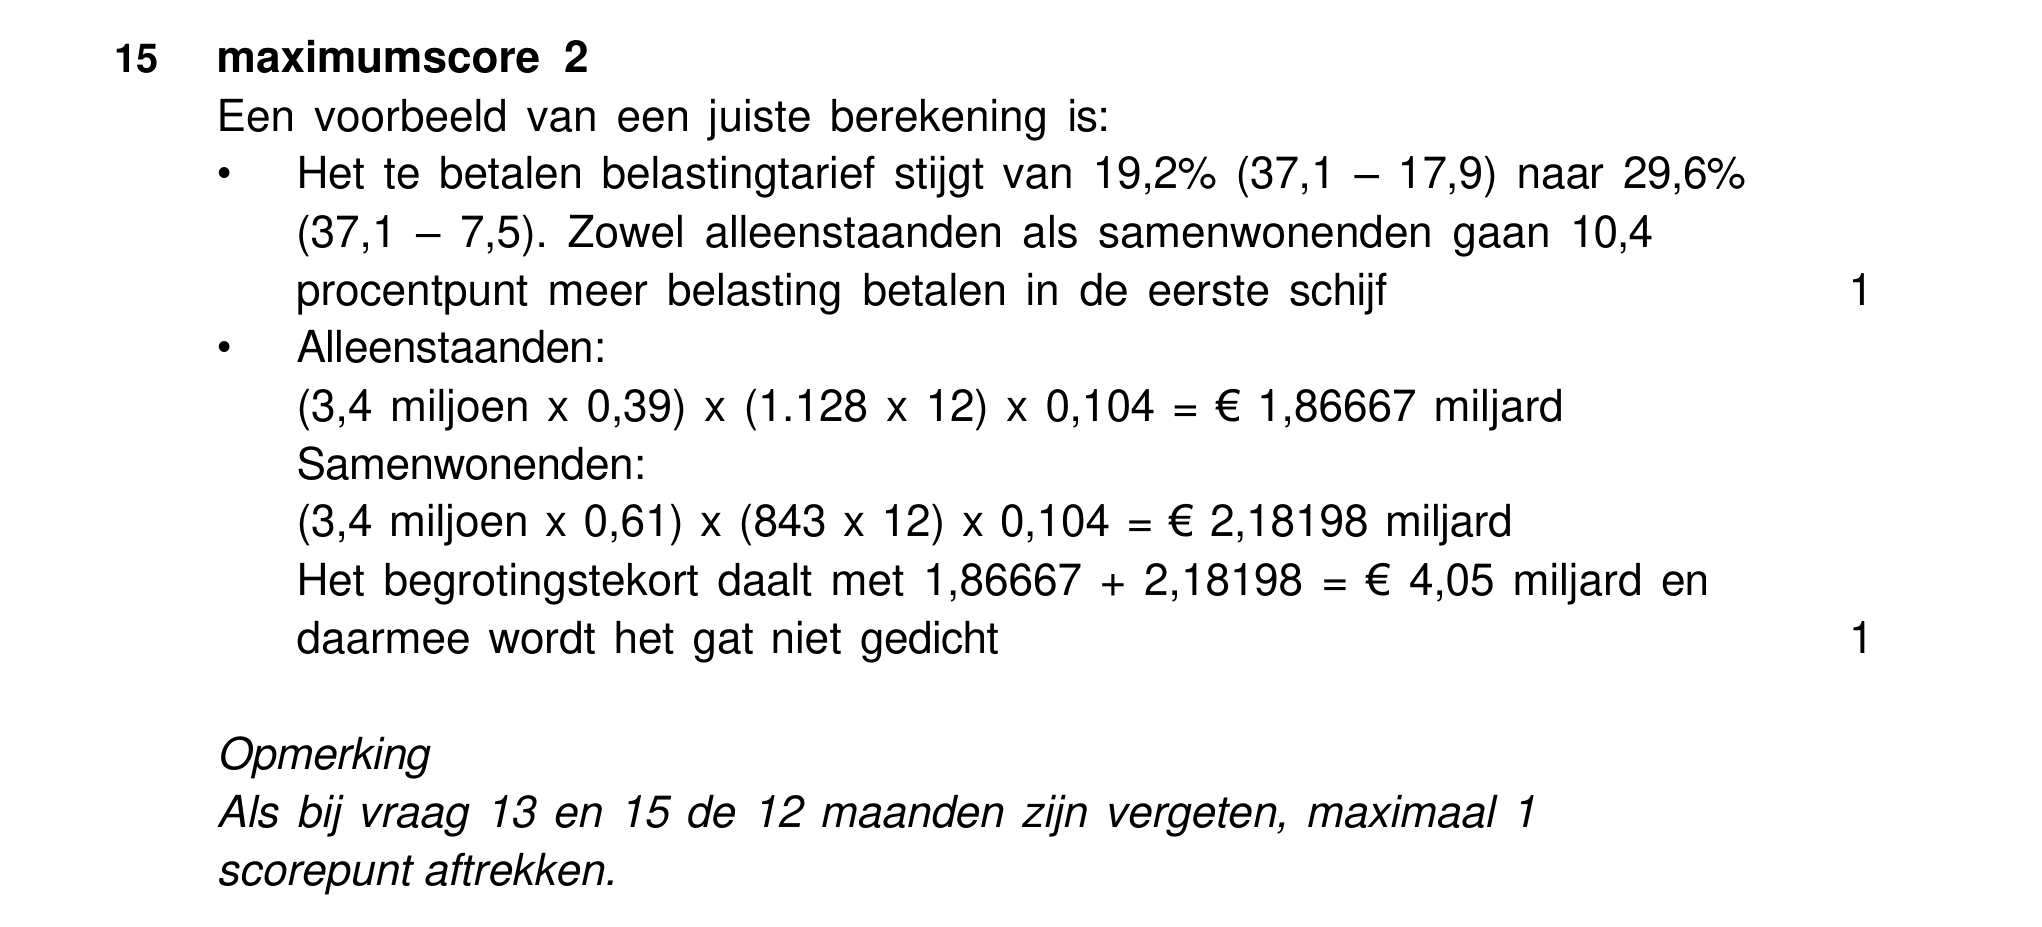 15 maximumscore 2
Een voorbeeld van een juiste berekening is:
• Het te betalen belastingtarief stijgt van 19,2% (37,1 – 17,9) naar 29,6%
(37,1 – 7,5). Zowel alleenstaanden als samenwonenden gaan 10,4
procentpunt meer belasting betalen in de eerste schijf 1
• Alleenstaanden:
(3,4 miljoen x 0,39) x (1.128 x 12) x 0,104 = € 1,86667 miljard
Samenwonenden:
(3,4 miljoen x 0,61) x (843 x 12) x 0,104 = € 2,18198 miljard
Het begrotingstekort daalt met 1,86667 + 2,18198 = € 4,05 miljard en
daarmee wordt het gat niet gedicht 1
Opmerking
Als bij vraag 13 en 15 de 12 maanden zijn vergeten, maximaal 1
scorepunt aftrekken.